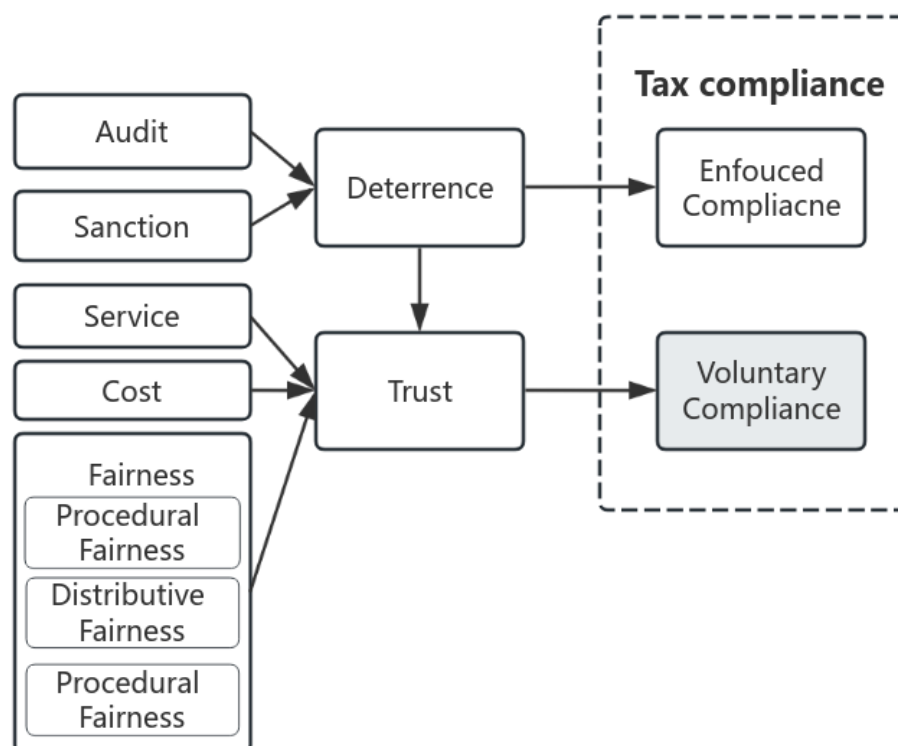 Tax compliance
Audit
Sanction
Service
Cost
Fairness
Procedural
Fairness
Distributive
Fairness
Procedural
Fairness
Deterrence
Trust
Enfouced
Compliacne
Voluntary
Compliance